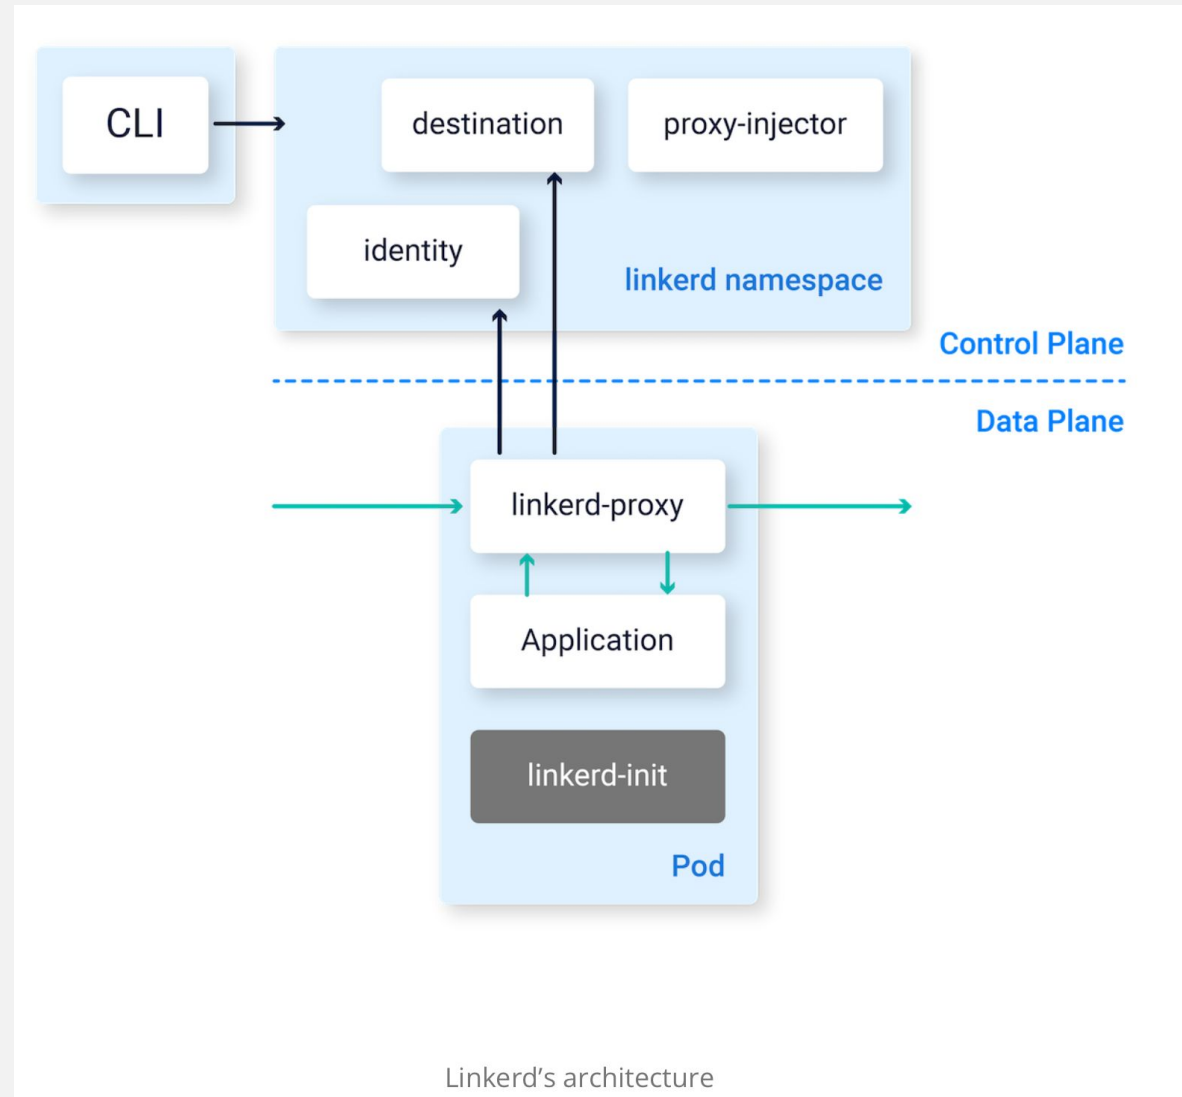 CLI
destination
proxy-injector
identity
linkerd namespace
Control Plane
Data Plane
linkerd-proxy
Application
linkerd-init
Pod
Linkerd’s architecture